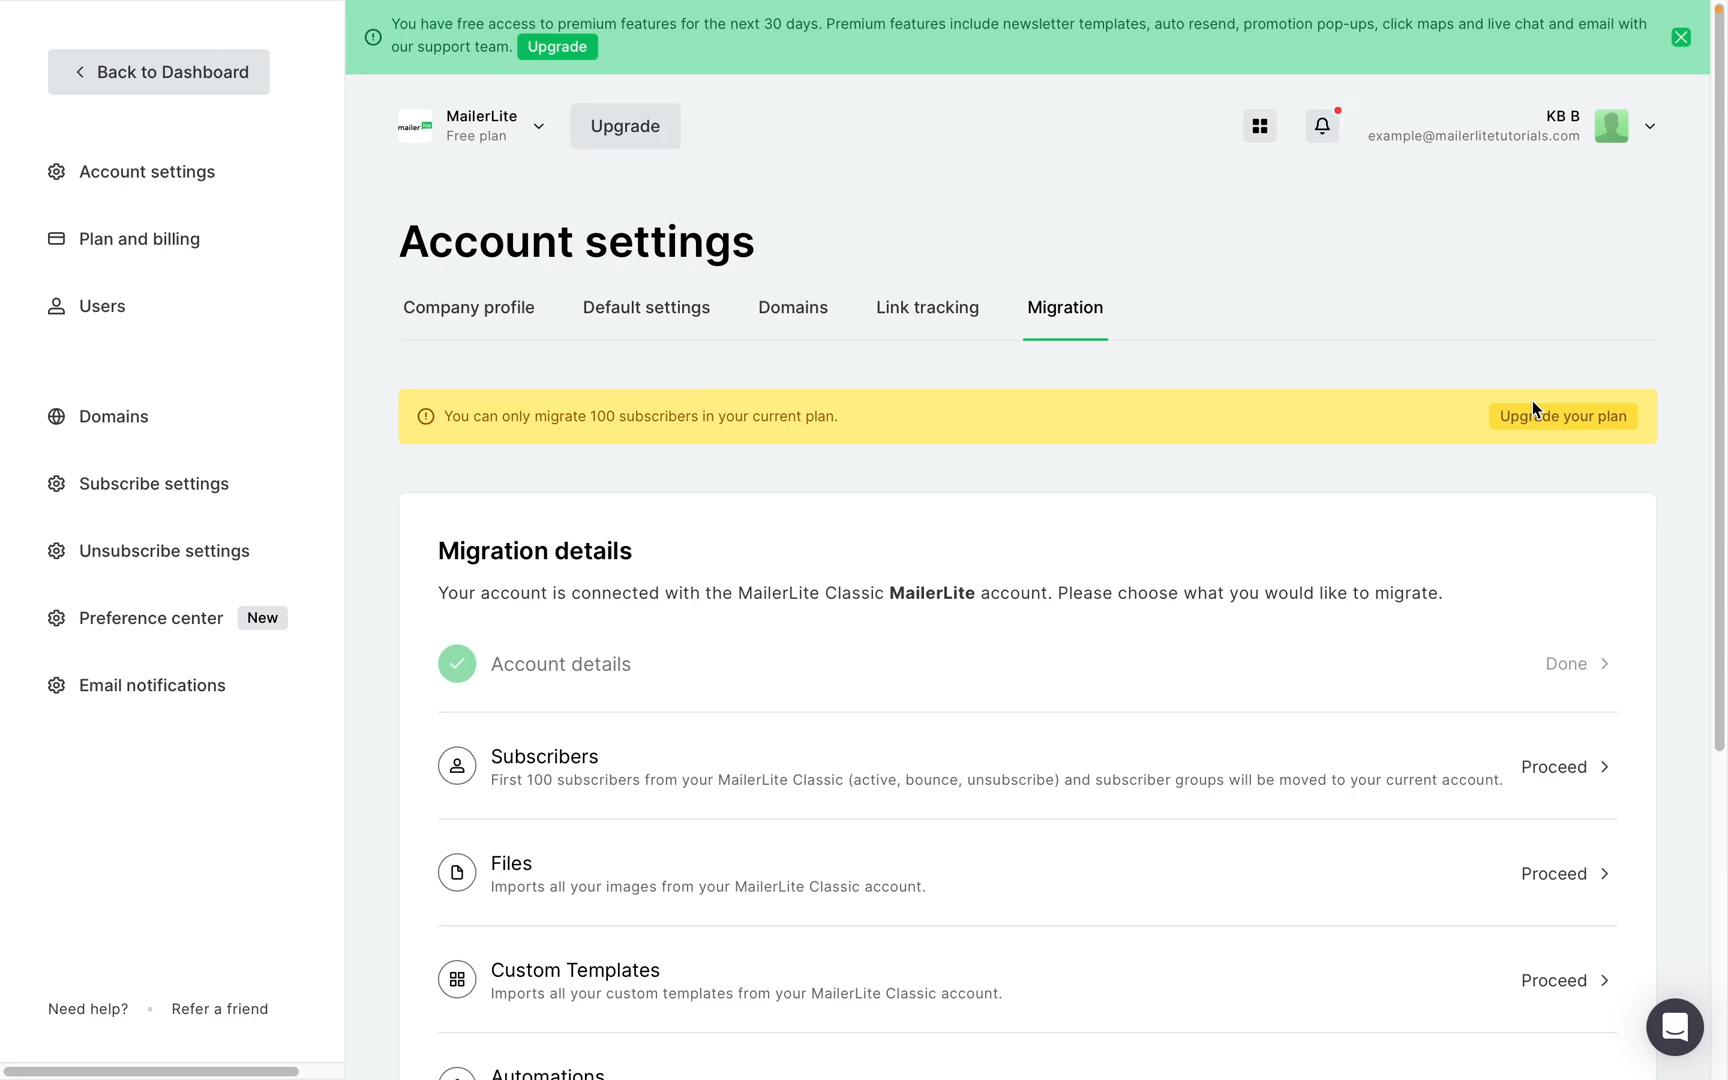 You have free access to premium features for the next 30 days. Premium features include newsletter templates, auto resend, promotion pop-ups, click maps and live chat and email with
our support team. Upgrade
Back to Dashboard
Account settings
Plan and billing
Users
Domains
Subscribe settings
Unsubscribe settings
Preference center New
Email notifications
Need help? • Refer a friend
mailer lite
MailerLite
Free plan
Upgrade
KB B
example@mailerlitetutorials.com
Account settings
Company profile Default settings Domains Link tracking Migration
You can only migrate 100 subscribers in your current plan. Upgrade your plan
Migration details
Your account is connected with the MailerLite Classic MailerLite account. Please choose what you would like to migrate.
Account details Done
Subscribers
First 100 subscribers from your MailerLite Classic (active, bounce, unsubscribe) and subscriber groups will be moved to your current account.
Proceed
Files
Imports all your images from your MailerLite Classic account.
Proceed
Custom Templates
Imports all your custom templates from your MailerLite Classic account.
Proceed
Automations